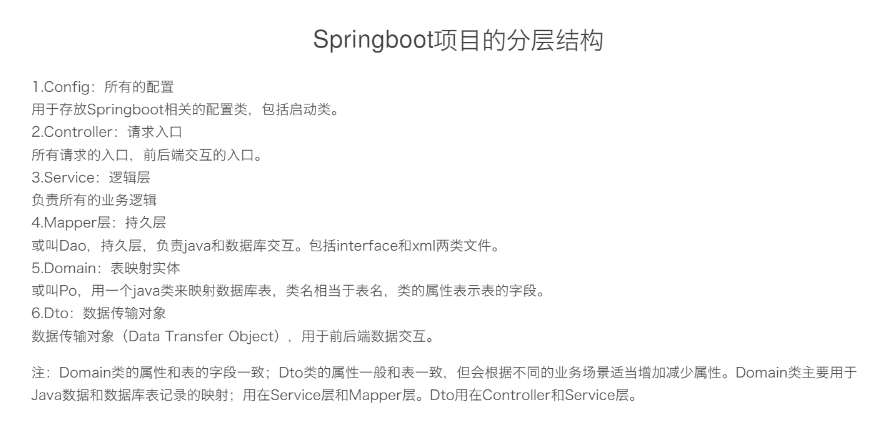 Springboot项目的分层结构
1.Config：所有的配置
用于存放Springboot相关的配置类，包括启动类。
2.Controller：请求入口
所有请求的入口，前后端交互的入口。
3.Service：逻辑层
负责所有的业务逻辑
4.Mapper层：持久层
或叫Dao，持久层，负责java和数据库交互。包括interface和xml两类文件。
5.Domain：表映射实体
或叫Po，用一个java类来映射数据库表，类名相当于表名，类的属性表示表的字段。
6.Dto：数据传输对象
数据传输对象（Data Transfer Object），用于前后端数据交互。
注：Domain类的属性和表的字段一致；Dto类的属性一般和表一致，但会根据不同的业务场景适当增加减少属性。Domain类主要用于
Java数据和数据库表记录的映射；用在Service层和Mapper层。Dto用在Controller和Service层。